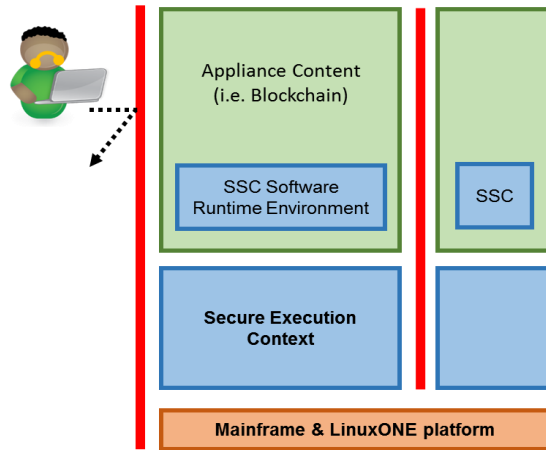 Appliance Content
(i.e. Blockchain)
SSC Software
Runtime Environment
SSC
Secure Execution
Context
Mainframe & LinuxONE platform